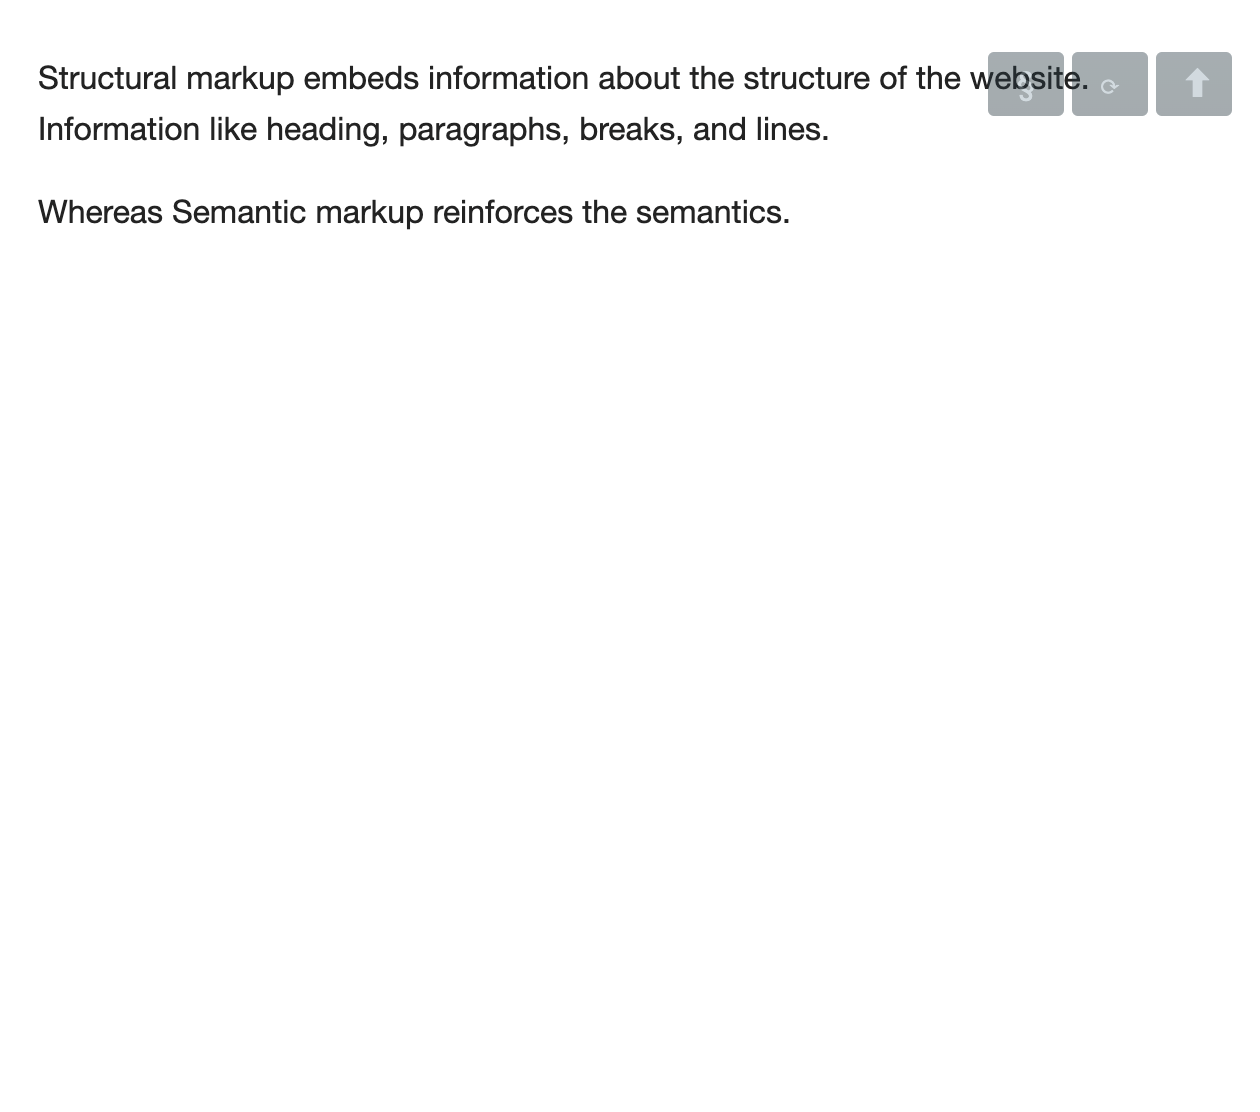 Structural markup embeds information about the structure of the website.
Information like heading, paragraphs, breaks, and lines.
Whereas Semantic markup reinforces the semantics.